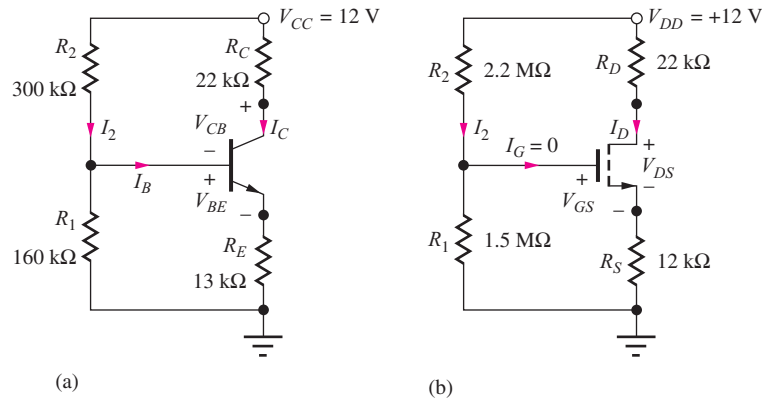 V_CC = 12 V
R_2
300 kΩ
R_C
22 kΩ
+
I_2
V_CB
–
I_C
I_B
+
V_BE
–
R_1
160 kΩ
R_E
13 kΩ
(a)
V_DD = +12 V
R_2
2.2 MΩ
R_D
22 kΩ
I_2
I_G = 0
I_D
+
V_DS
–
+
V_GS
–
R_1
1.5 MΩ
R_S
12 kΩ
(b)